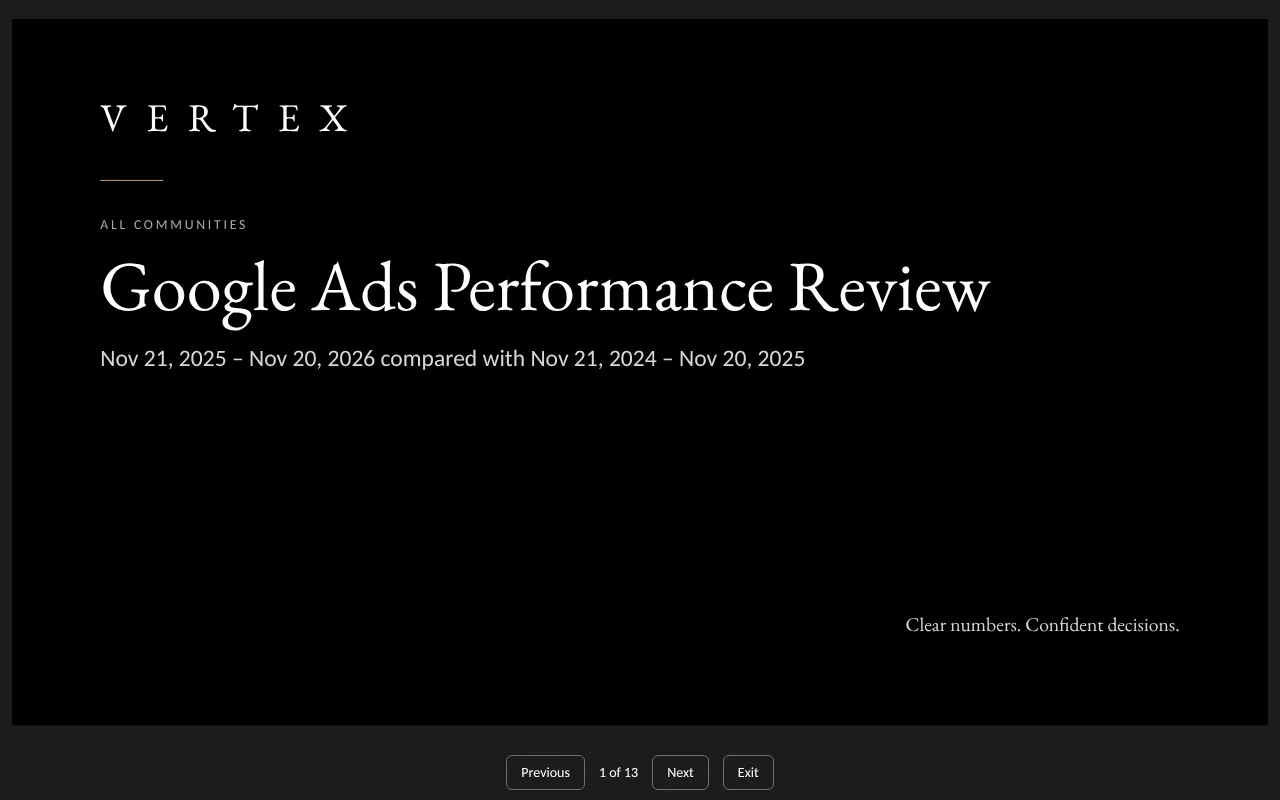 VERTEX
ALL COMMUNITIES
Google Ads Performance Review
Nov 21, 2025 – Nov 20, 2026 compared with Nov 21, 2024 – Nov 20, 2025
Clear numbers. Confident decisions.
Previous 1 of 13 Next Exit